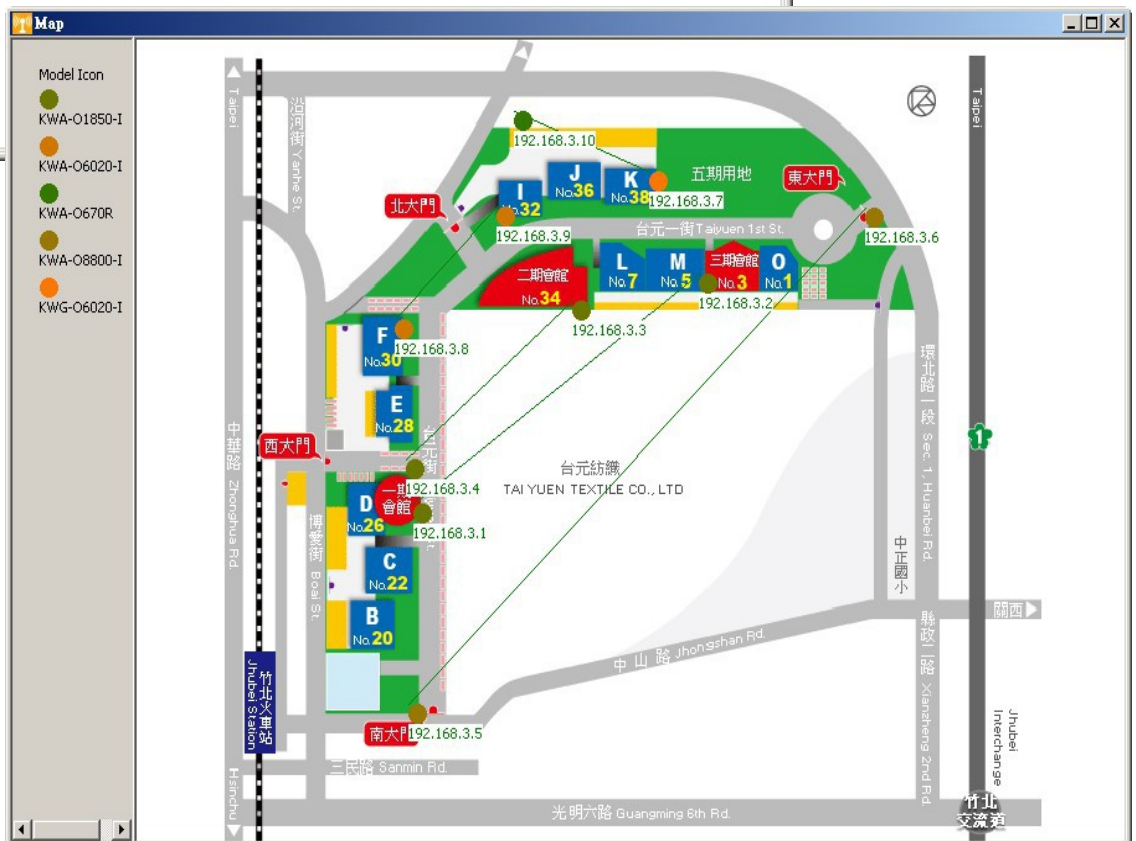 Map
Model Icon
KWA-O1850-I
KWA-O6020-I
KWA-O670R
KWA-O8800-I
KWG-O6020-I
Taipei
沿河街 Yanhe St.
Taipei
192.168.3.10
J
No.36
I
No.32
K
No.38
192.168.3.7
五期用地
東大門
北大門
192.168.3.9
台元一街 Taiyuen 1st St.
192.168.3.6
二期會館
No.34
L
No.7
M
No.5
三期會館
No.3
O
No.1
192.168.3.2
192.168.3.3
F
No.30
192.168.3.8
E
No.28
環北路一段 Sec. 1, Huanbei Rd.
中華路 Zhonghua Rd.
西大門
台元街
1
台元紡織
TAI YUEN TEXTILE CO., LTD
192.168.3.4
一期
會館
D
No.26
192.168.3.1
博愛街 Boai St.
C
No.22
中正國小
B
No.20
關西
中山路 Jhongshan Rd.
縣政二路 Xianzheng 2nd Rd.
竹北火車站
Jhubei Station
南大門
192.168.3.5
Jhubei
Interchange
三民路 Sanmin Rd.
Hsinchu
光明六路 Guangming 6th Rd.
竹北
交流道